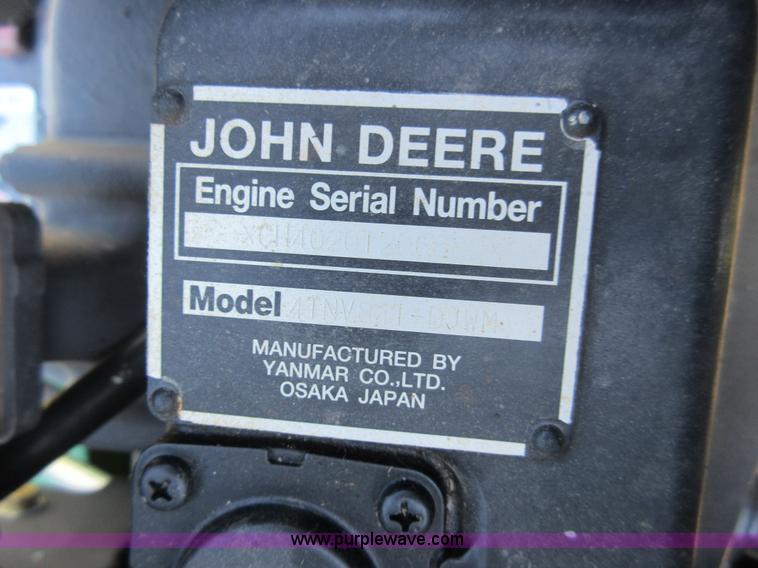 JOHN DEERE
Engine Serial Number
Model
MANUFACTURED BY
YANMAR CO.,LTD.
OSAKA JAPAN
www.purplewave.com